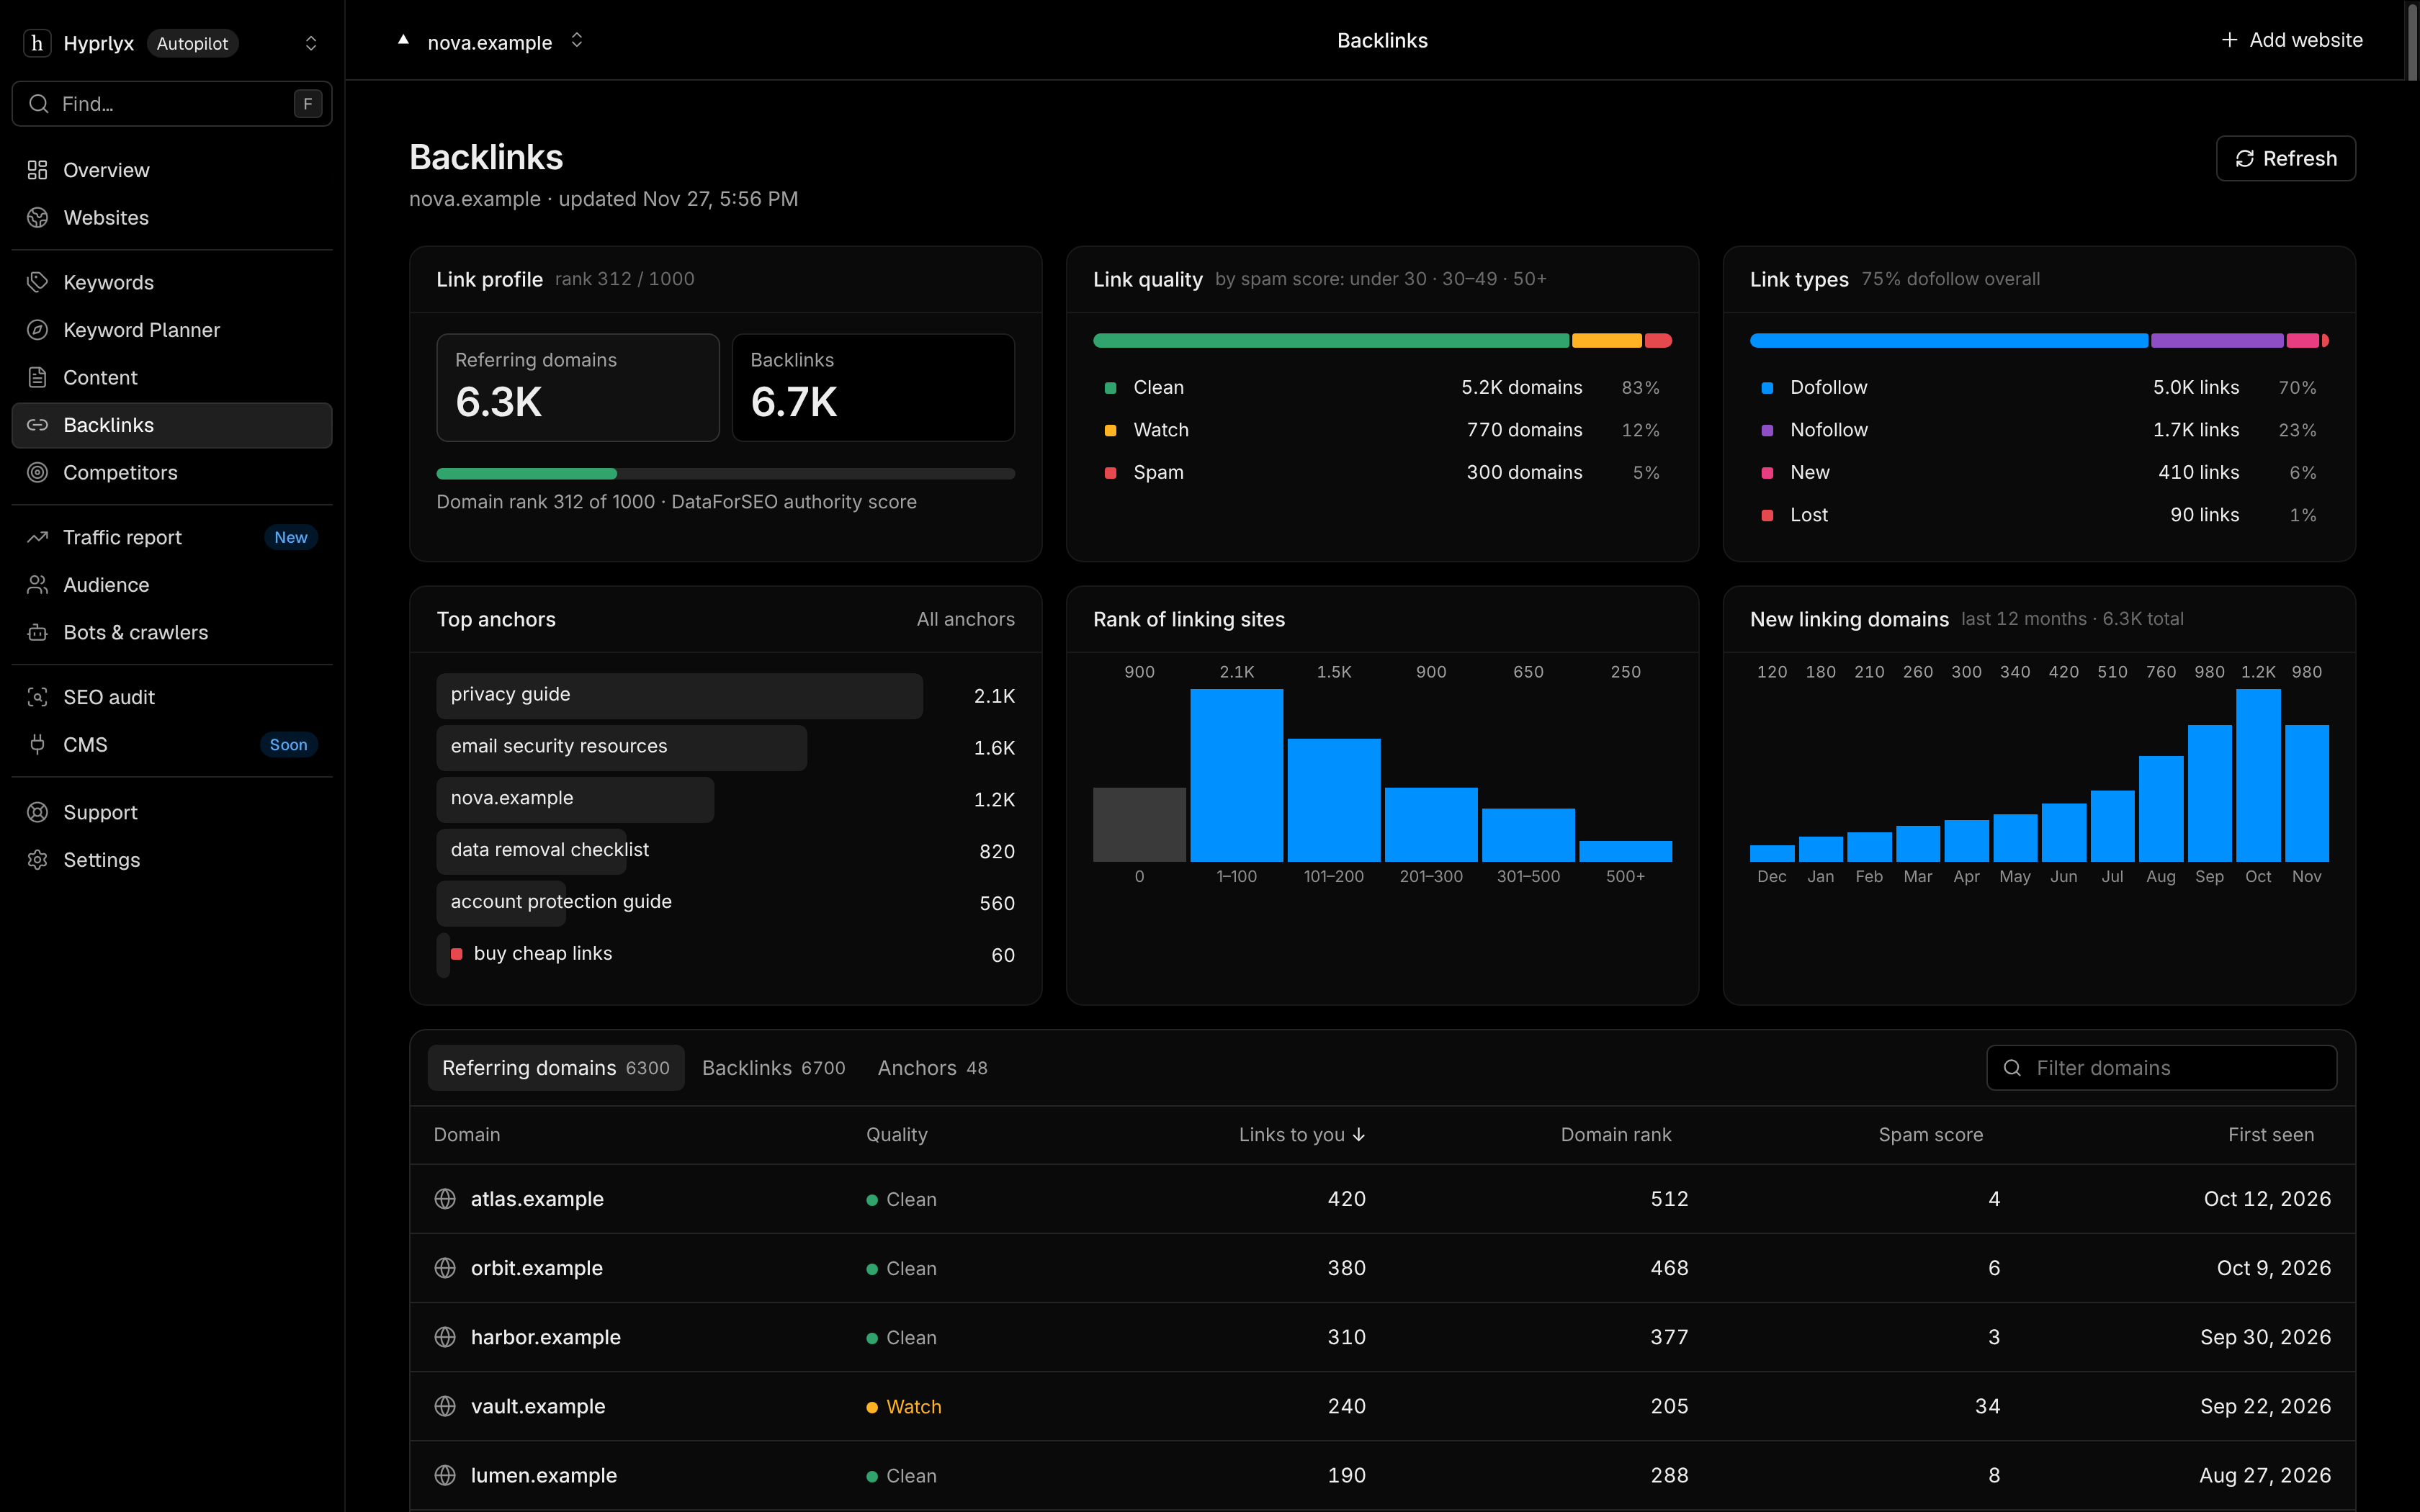 h Hyprlyx Autopilot
Find... F
Overview
Websites
Keywords
Keyword Planner
Content
Backlinks
Competitors
Traffic report New
Audience
Bots & crawlers
SEO audit
CMS Soon
Support
Settings
nova.example
Backlinks
Add website
Backlinks
nova.example · updated Nov 27, 5:56 PM
Refresh
Link profile rank 312 / 1000
Referring domains
6.3K
Backlinks
6.7K
Domain rank 312 of 1000 · DataForSEO authority score
Link quality by spam score: under 30 · 30–49 · 50+
Clean 5.2K domains 83%
Watch 770 domains 12%
Spam 300 domains 5%
Link types 75% dofollow overall
Dofollow 5.0K links 70%
Nofollow 1.7K links 23%
New 410 links 6%
Lost 90 links 1%
Top anchors All anchors
privacy guide 2.1K
email security resources 1.6K
nova.example 1.2K
data removal checklist 820
account protection guide 560
buy cheap links 60
Rank of linking sites
900 2.1K 1.5K 900 650 250
0 1–100 101–200 201–300 301–500 500+
New linking domains last 12 months · 6.3K total
120 180 210 260 300 340 420 510 760 980 1.2K 980
Dec Jan Feb Mar Apr May Jun Jul Aug Sep Oct Nov
Referring domains 6300 Backlinks 6700 Anchors 48
Filter domains
Domain Quality Links to you Domain rank Spam score First seen
atlas.example Clean 420 512 4 Oct 12, 2026
orbit.example Clean 380 468 6 Oct 9, 2026
harbor.example Clean 310 377 3 Sep 30, 2026
vault.example Watch 240 205 34 Sep 22, 2026
lumen.example Clean 190 288 8 Aug 27, 2026